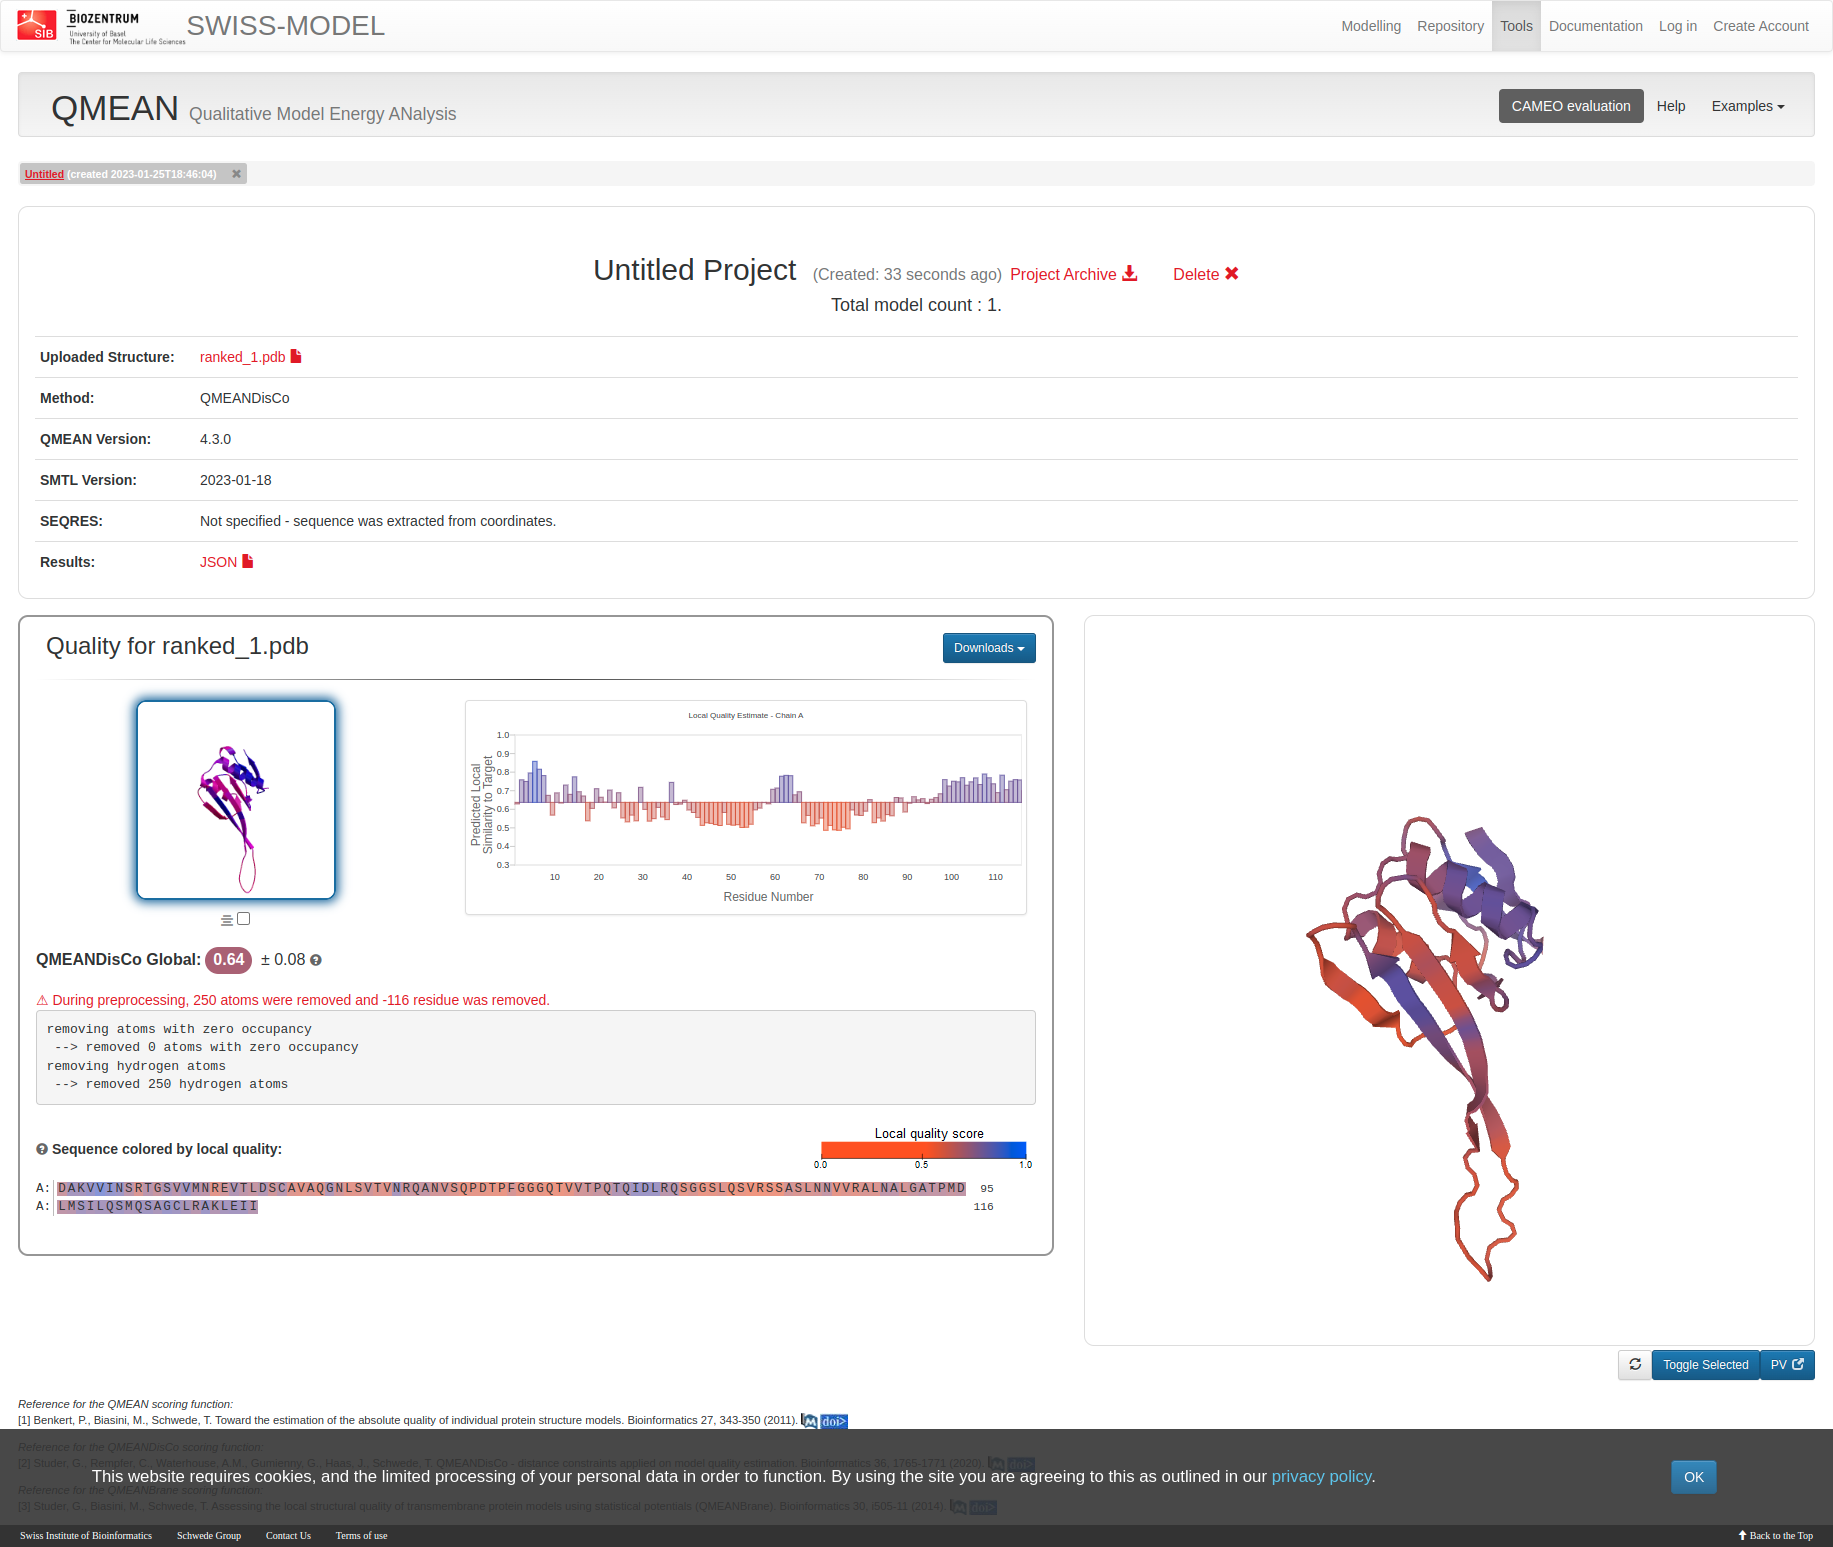 SIB
BIOZENTRUM
University of Basel
The Center for Molecular Life Sciences
SWISS-MODEL
Modelling Repository Tools Documentation Log in Create Account
QMEAN Qualitative Model Energy ANalysis
CAMEO evaluation Help Examples
Untitled (created 2023-01-25T18:46:04) ✖
Untitled Project (Created: 33 seconds ago) Project Archive Delete ✖
Total model count : 1.
Uploaded Structure: ranked_1.pdb
Method: QMEANDisCo
QMEAN Version: 4.3.0
SMTL Version: 2023-01-18
SEQRES: Not specified - sequence was extracted from coordinates.
Results: JSON
Quality for ranked_1.pdb
Downloads
Local Quality Estimate - Chain A
Predicted Local
Similarity to Target
1.0
0.9
0.8
0.7
0.6
0.5
0.4
0.3
10 20 30 40 50 60 70 80 90 100 110
Residue Number
QMEANDisCo Global: 0.64 ± 0.08
⚠ During preprocessing, 250 atoms were removed and -116 residue was removed.
removing atoms with zero occupancy
--> removed 0 atoms with zero occupancy
removing hydrogen atoms
--> removed 250 hydrogen atoms
Sequence colored by local quality:
Local quality score
0.0 0.5 1.0
A: DAKVVINSRTGSVVMNREVTLDSCAVAQGNLSVTVNRQANVSQPDTPFGGGQTVVTPQTQIDLRQSGGSLQSVRSSASLNNVVRALNALGATPMD 95
A: LMSILQSMQSAGCLRAKLEII 116
Toggle Selected PV
Reference for the QMEAN scoring function:
[1] Benkert, P., Biasini, M., Schwede, T. Toward the estimation of the absolute quality of individual protein structure models. Bioinformatics 27, 343-350 (2011). M doi>
Reference for the QMEANDisCo scoring function:
[2] Studer, G., Rempfer, C., Waterhouse, A.M., Gumienny, G., Haas, J., Schwede, T. QMEANDisCo - distance constraints applied on model quality estimation. Bioinformatics 36, 1765-1771 (2020). M doi>
This website requires cookies, and the limited processing of your personal data in order to function. By using the site you are agreeing to this as outlined in our privacy policy.
OK
Reference for the QMEANBrane scoring function:
[3] Studer, G., Biasini, M., Schwede, T. Assessing the local structural quality of transmembrane protein models using statistical potentials (QMEANBrane). Bioinformatics 30, i505-11 (2014). M doi>
Swiss Institute of Bioinformatics Schwede Group Contact Us Terms of use
Back to the Top